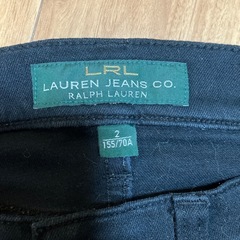 LRL
LAUREN JEANS CO.
RALPH LAUREN
2
155/70A